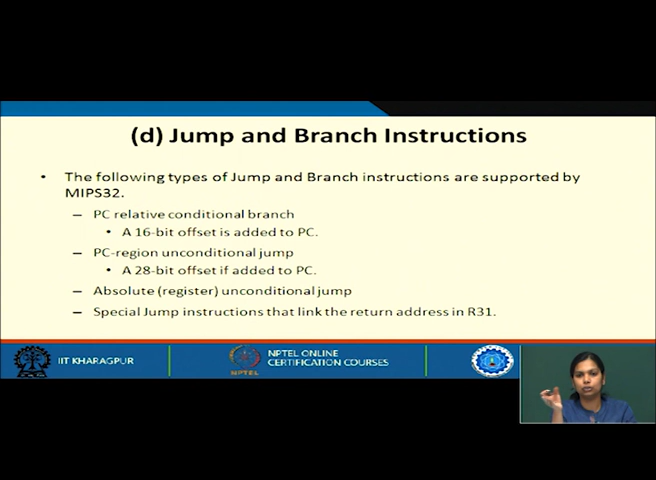 (d) Jump and Branch Instructions
• The following types of Jump and Branch instructions are supported by
MIPS32.
– PC relative conditional branch
• A 16-bit offset is added to PC.
– PC-region unconditional jump
• A 28-bit offset if added to PC.
– Absolute (register) unconditional jump
– Special Jump instructions that link the return address in R31.
IIT KHARAGPUR
NPTEL
NPTEL ONLINE
CERTIFICATION COURSES